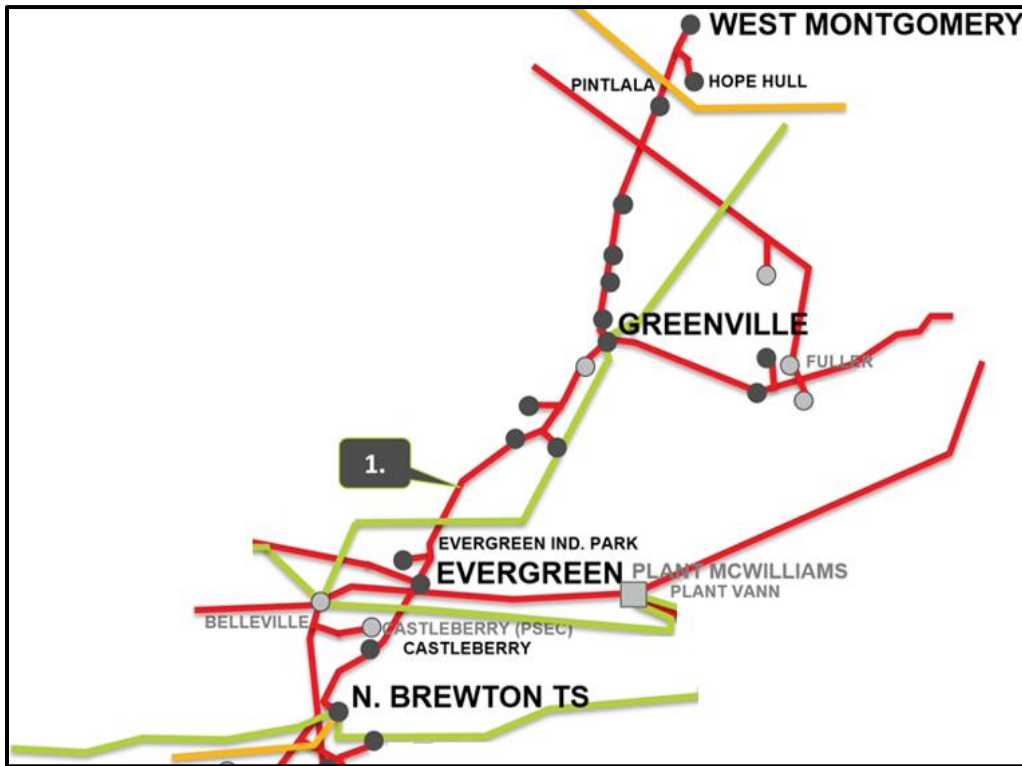 WEST MONTGOMERY
HOPE HULL
PINTLALA
GREENVILLE
FULLER
1.
EVERGREEN IND. PARK
EVERGREEN
PLANT MCWILLIAMS
PLANT VANN
BELLEVILLE
CASTLEBERRY (PSEC)
CASTLEBERRY
N. BREWTON TS